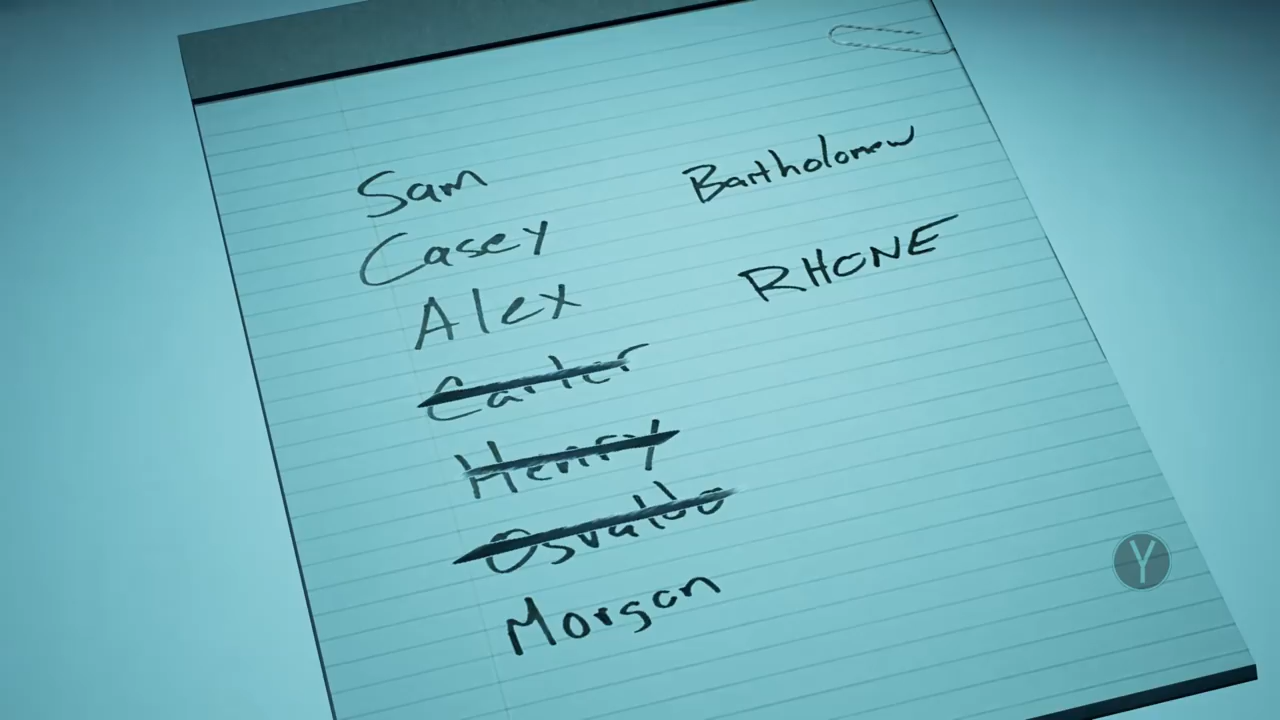 Sam
Casey
Alex
Carter
Henry
Osvaldo
Morgan
Bartholomew
RHONE
Y